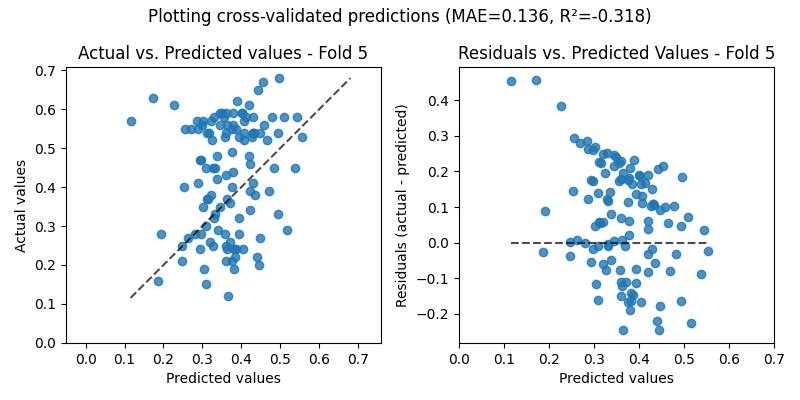 Plotting cross-validated predictions (MAE=0.136, R²=-0.318)
Actual vs. Predicted values - Fold 5
Actual values
0.7
0.6
0.5
0.4
0.3
0.2
0.1
0.0
0.0 0.1 0.2 0.3 0.4 0.5 0.6 0.7
Predicted values
Residuals vs. Predicted Values - Fold 5
Residuals (actual - predicted)
0.4
0.3
0.2
0.1
0.0
−0.1
−0.2
0.0 0.1 0.2 0.3 0.4 0.5 0.6 0.7
Predicted values